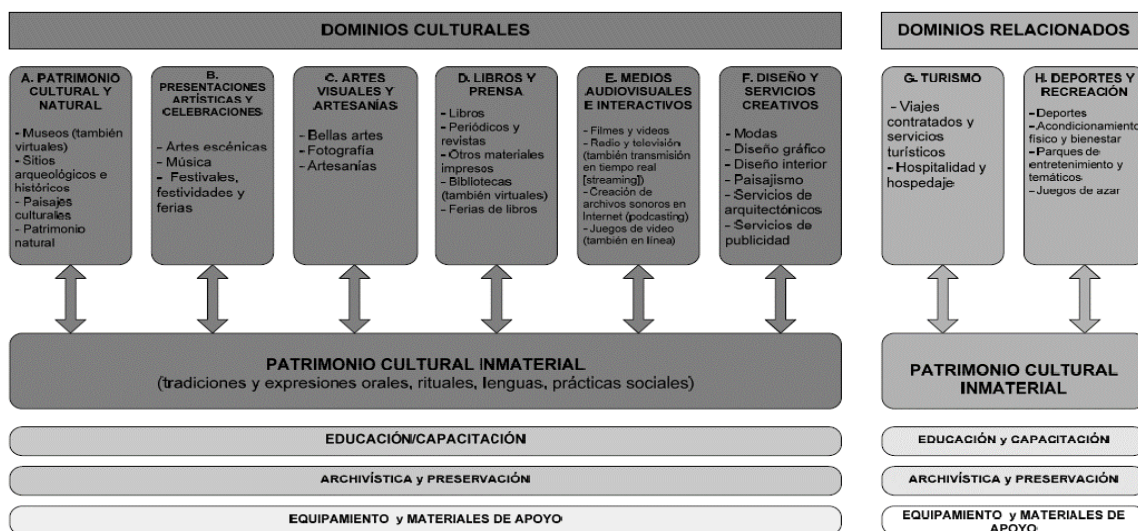 DOMINIOS CULTURALES
DOMINIOS RELACIONADOS
A. PATRIMONIO
CULTURAL Y
NATURAL
- Museos (también
virtuales)
- Sitios
arqueológicos e
históricos
- Paisajes
culturales
- Patrimonio
natural
B.
PRESENTACIONES
ARTÍSTICAS Y
CELEBRACIONES
- Artes escénicas
- Música
- Festivales,
festividades y
ferias
C. ARTES
VISUALES Y
ARTESANÍAS
- Bellas artes
- Fotografía
- Artesanías
D. LIBROS Y
PRENSA
- Libros
- Periódicos y
revistas
- Otros materiales
impresos
- Bibliotecas
(también virtuales)
- Ferias de libros
E. MEDIOS
AUDIOVISUALES
E INTERACTIVOS
- Filmes y videos
- Radio y televisión
(también transmisión
en tiempo real
[streaming])
- Creación de
archivos sonoros en
Internet (podcasting)
- Juegos de video
(también en línea)
F. DISEÑO Y
SERVICIOS
CREATIVOS
- Modas
- Diseño gráfico
- Diseño interior
- Paisajismo
- Servicios de
arquitectónicos
- Servicios de
publicidad
G. TURISMO
- Viajes
contratados y
servicios
turísticos
- Hospitalidad y
hospedaje
H. DEPORTES Y
RECREACIÓN
- Deportes
- Acondicionamiento
físico y bienestar
- Parques de
entretenimiento y
temáticos
- Juegos de azar
PATRIMONIO CULTURAL INMATERIAL
(tradiciones y expresiones orales, rituales, lenguas, prácticas sociales)
PATRIMONIO CULTURAL
INMATERIAL
EDUCACIÓN/CAPACITACIÓN
EDUCACIÓN y CAPACITACIÓN
ARCHIVÍSTICA y PRESERVACIÓN
ARCHIVÍSTICA y PRESERVACIÓN
EQUIPAMIENTO y MATERIALES DE APOYO
EQUIPAMIENTO y MATERIALES DE
APOYO